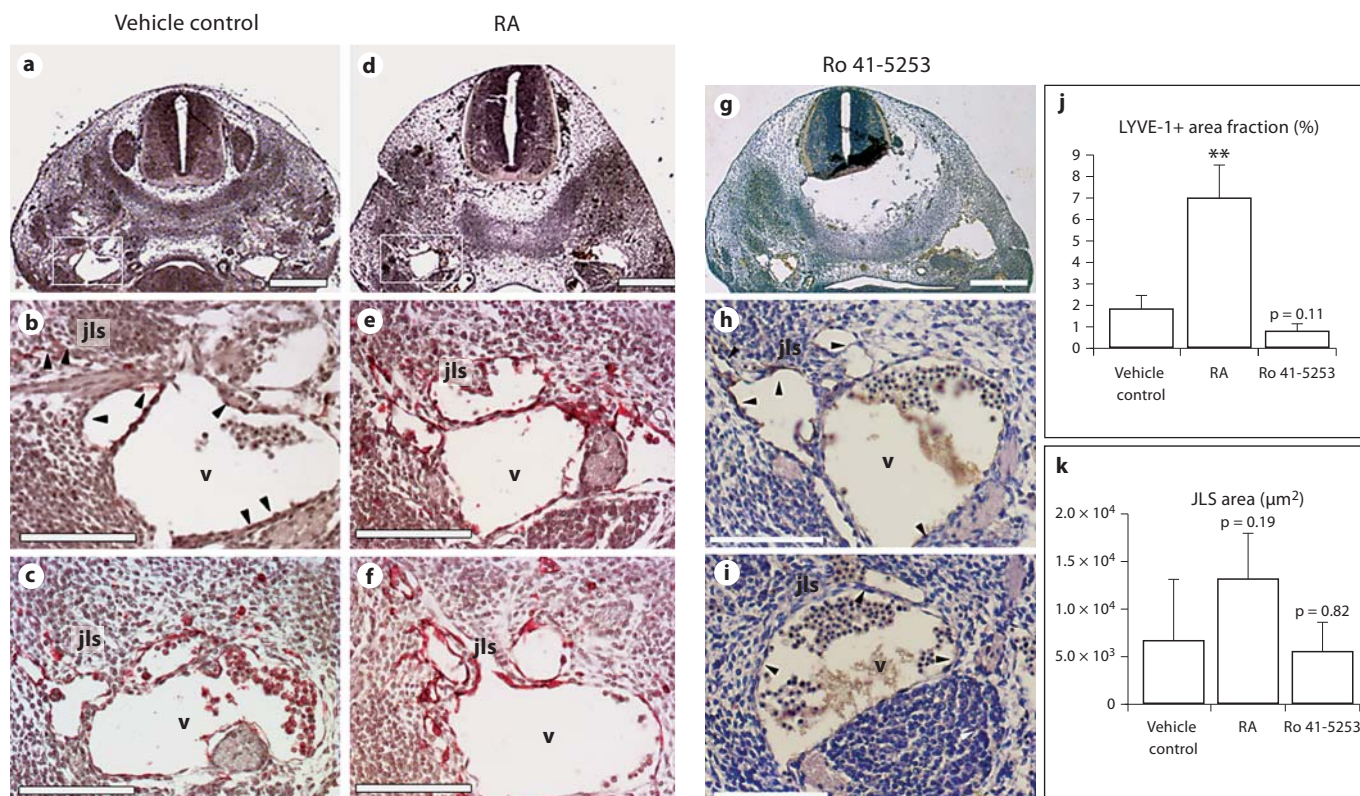 Vehicle control
RA
Ro 41-5253
a
d
g
b
jls
v
e
jls
v
h
jls
v
c
jls
v
f
jls
v
i
jls
v
j
LYVE-1+ area fraction (%)
9
8
7
6
5
4
3
2
1
0
**
p = 0.11
Vehicle
control
RA
Ro 41-5253
k
JLS area (µm²)
2.0 × 10⁴
1.5 × 10⁴
1.0 × 10⁴
5.0 × 10³
0
p = 0.19
p = 0.82
Vehicle
control
RA
Ro 41-5253